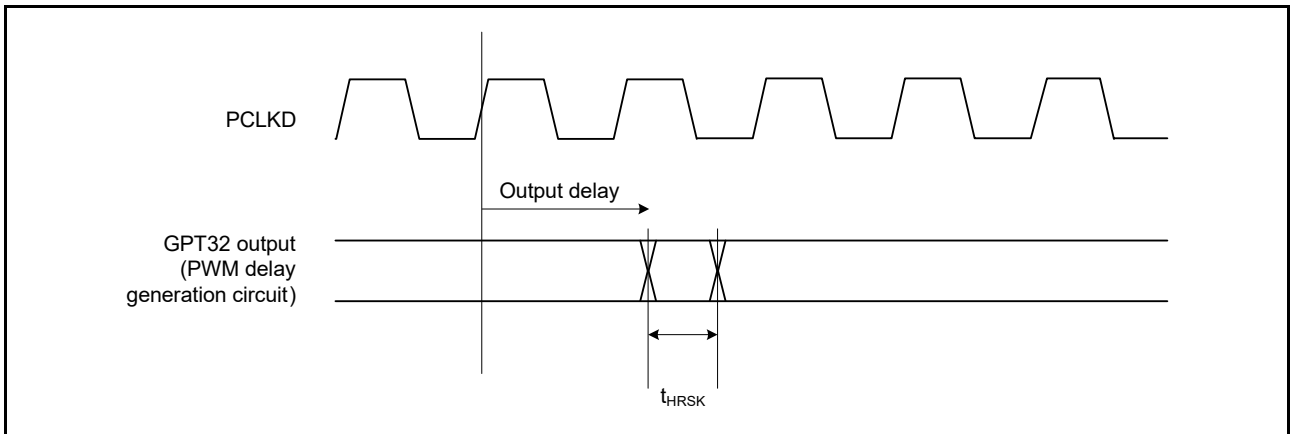 PCLKD
Output delay
GPT32 output
(PWM delay
generation circuit)
tHRSK